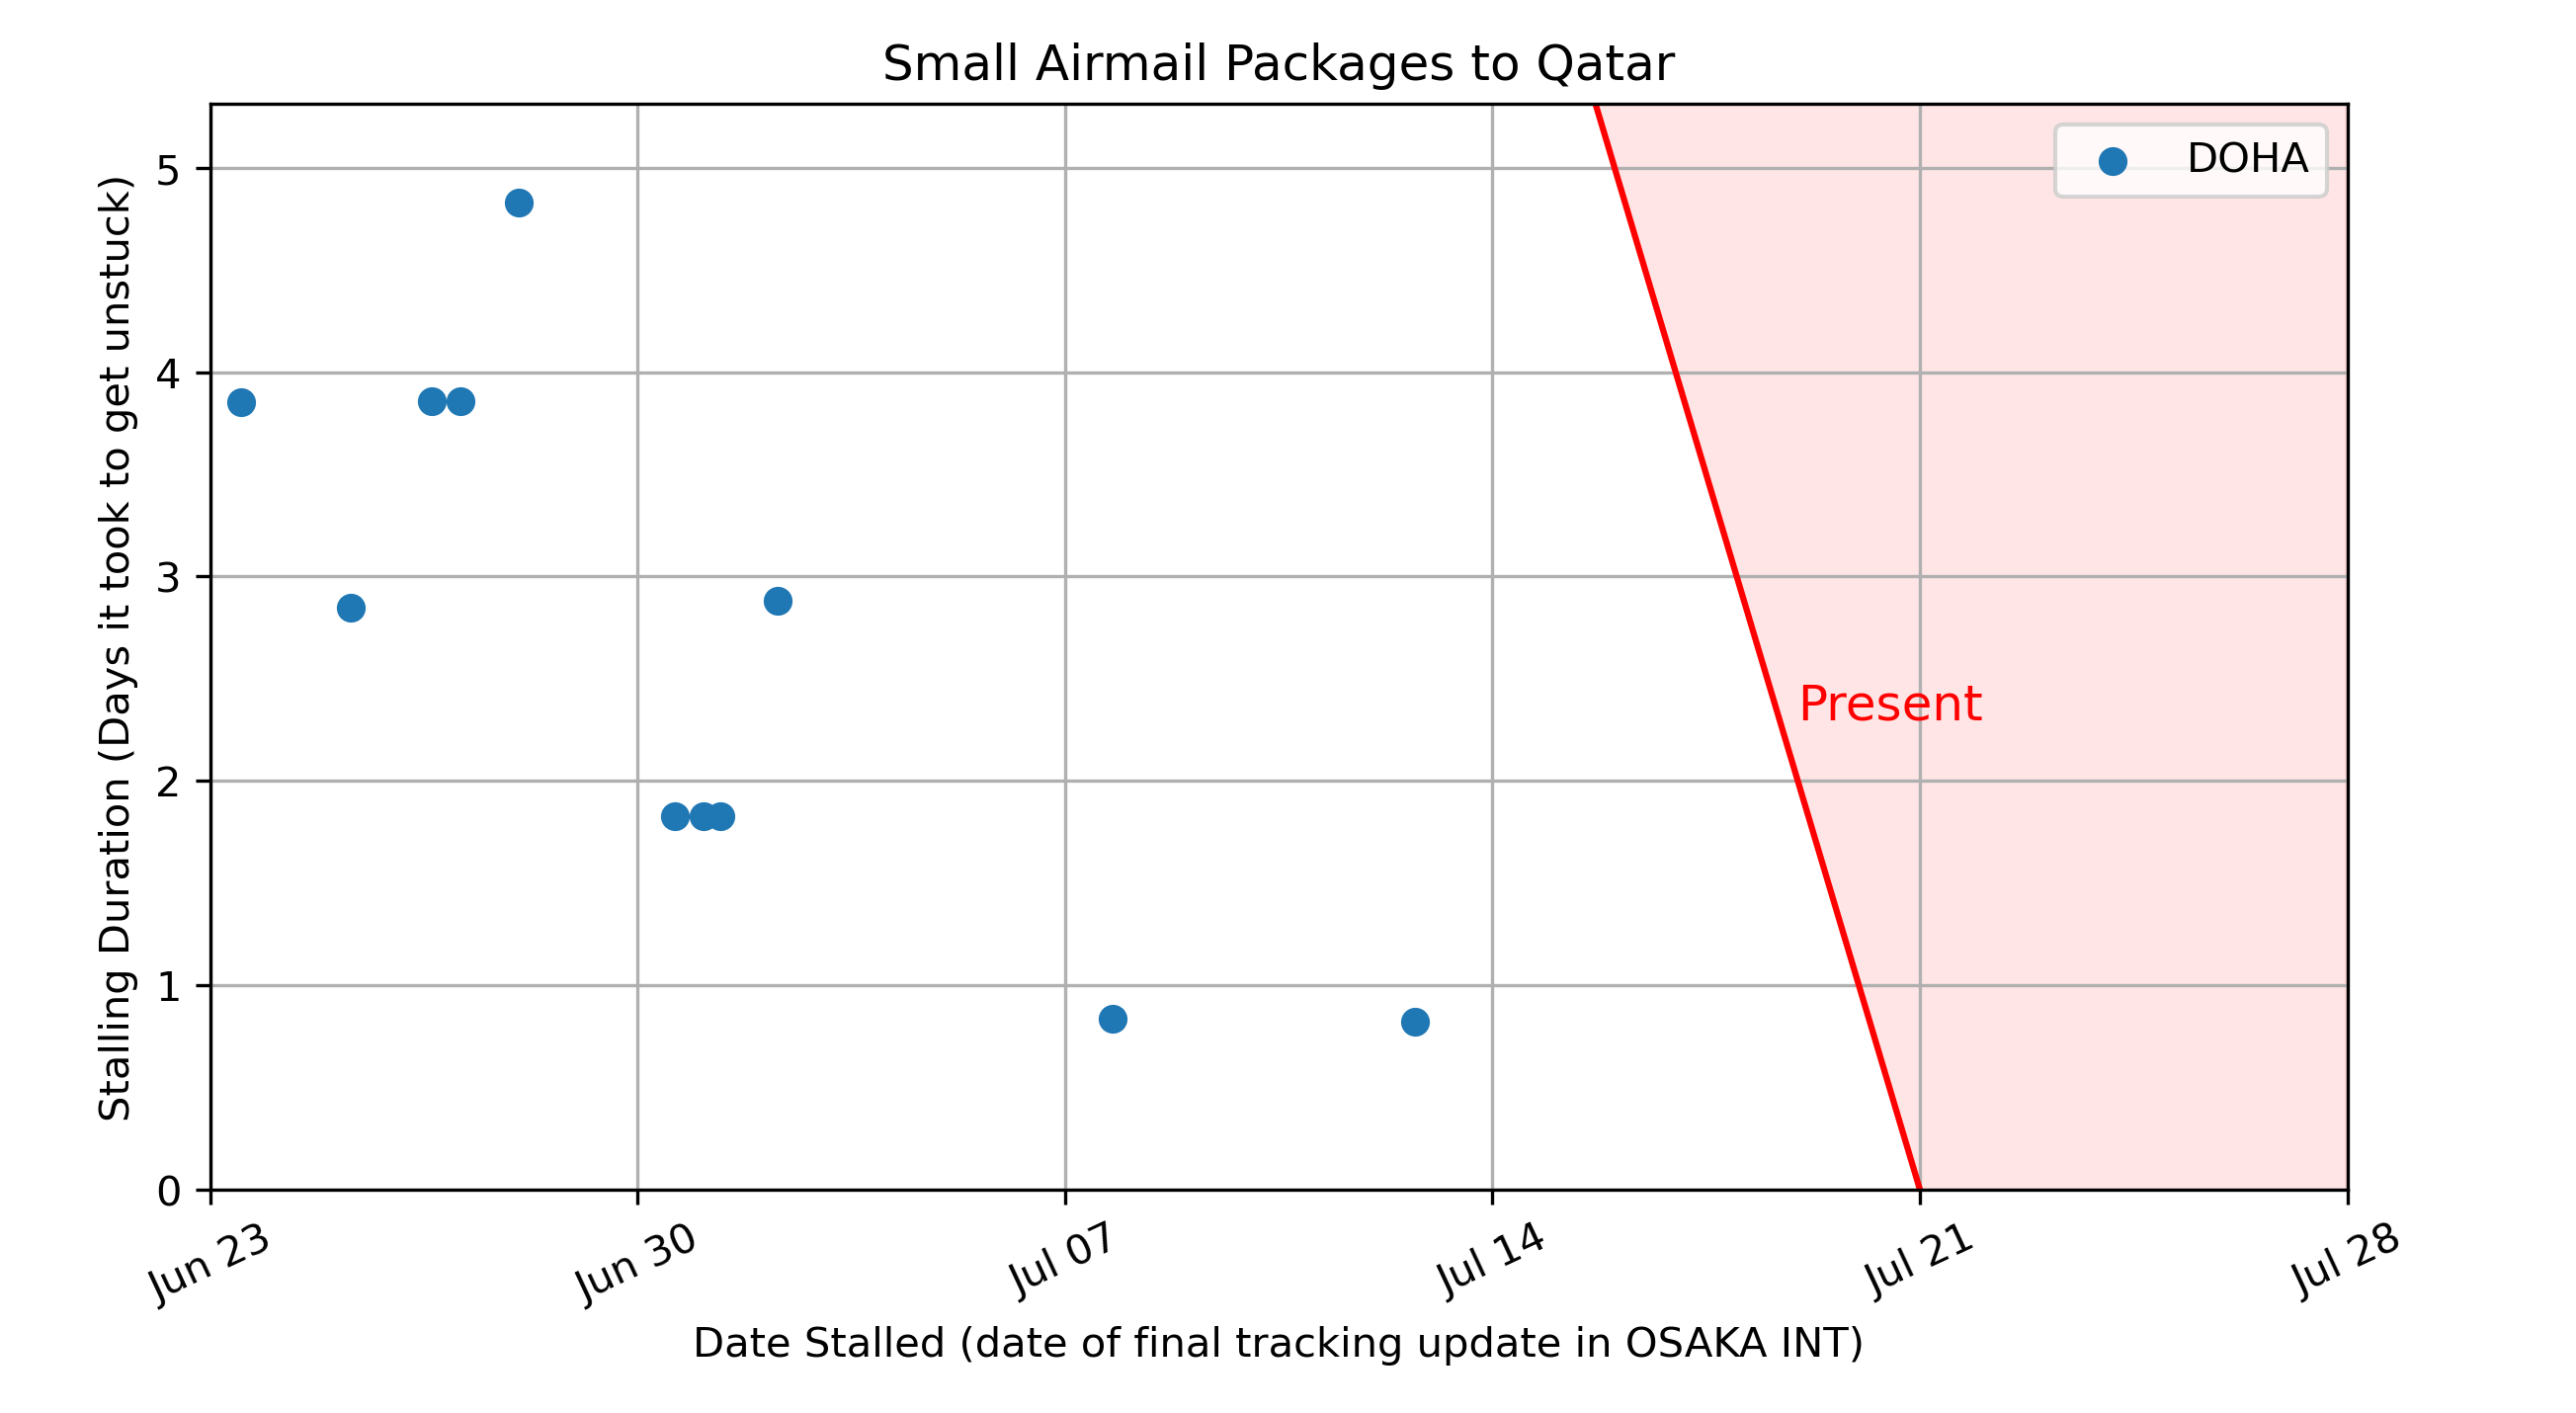 Small Airmail Packages to Qatar
DOHA
Stalling Duration (Days it took to get unstuck)
5
4
3
2
1
0
Present
Jun 23
Jun 30
Jul 07
Jul 14
Jul 21
Jul 28
Date Stalled (date of final tracking update in OSAKA INT)